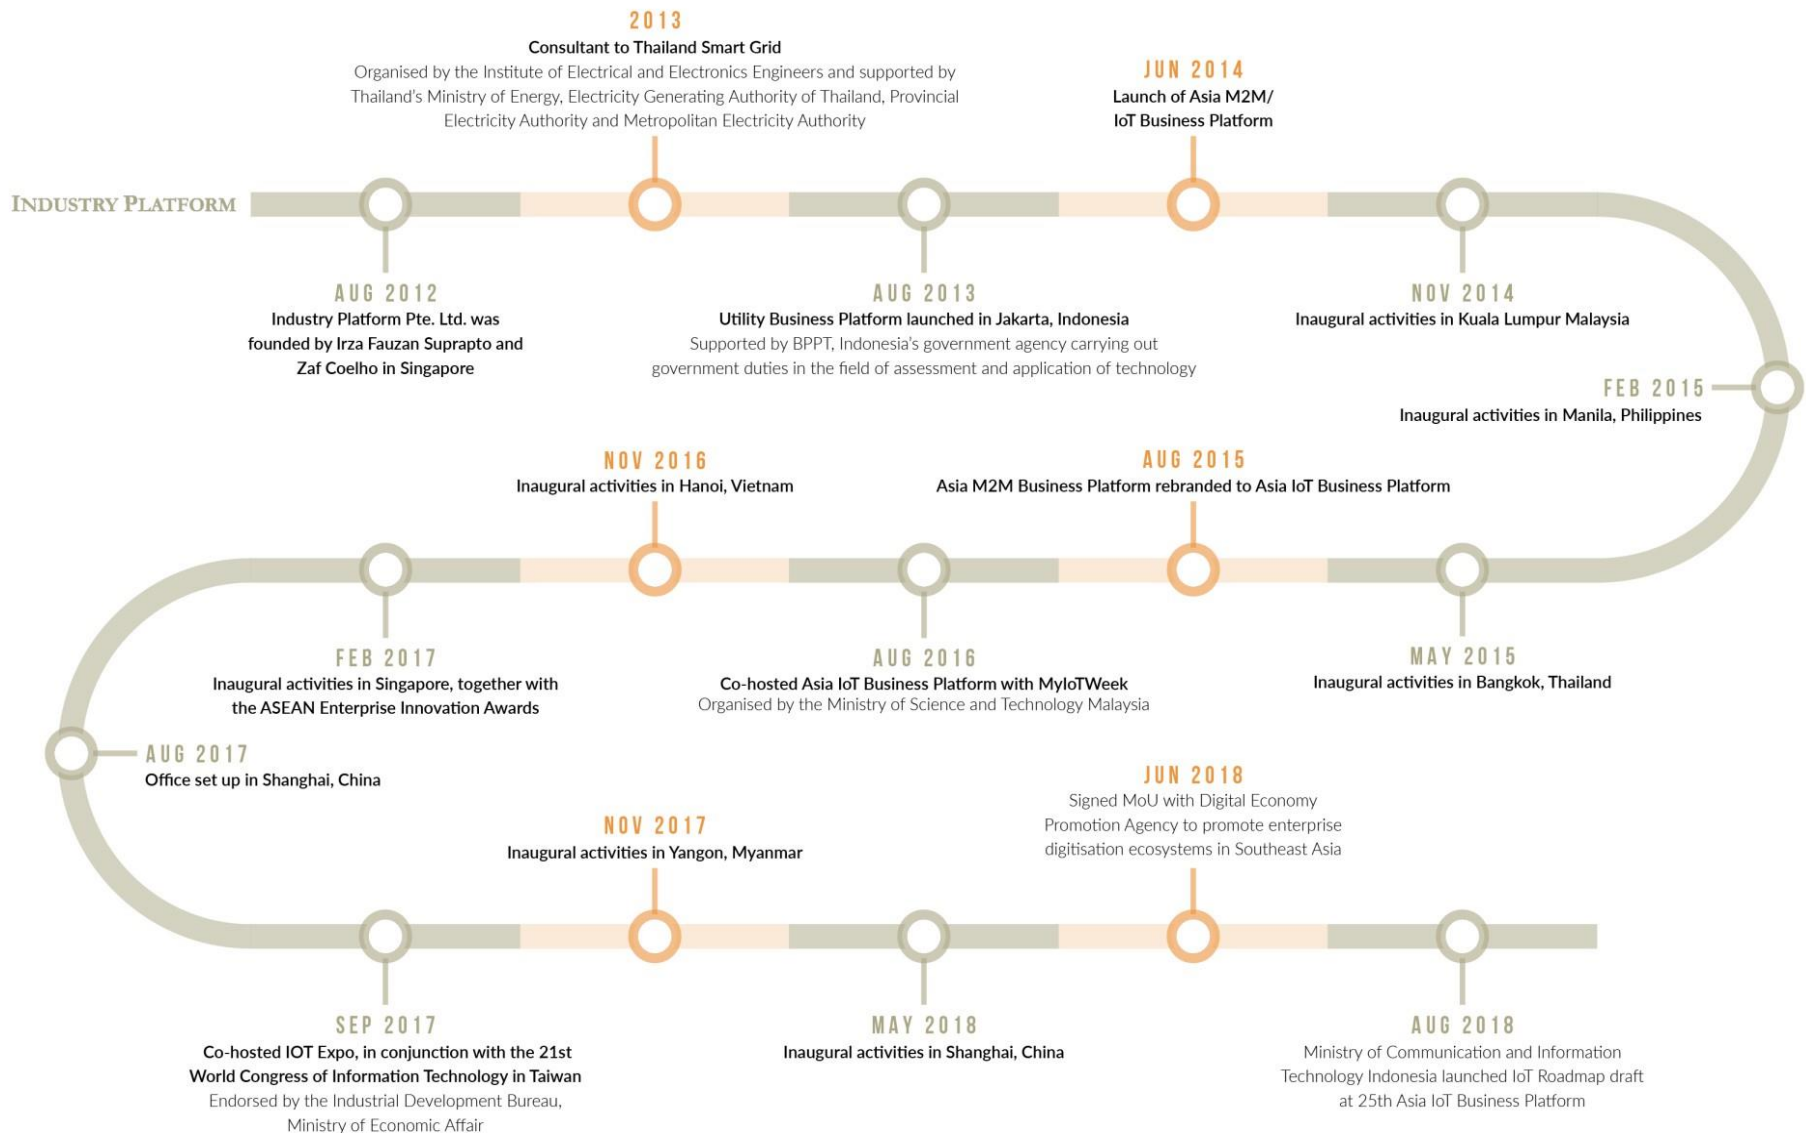 INDUSTRY PLATFORM
AUG 2012
Industry Platform Pte. Ltd. was
founded by Irza Fauzan Suprapto and
Zaf Coelho in Singapore
2013
Consultant to Thailand Smart Grid
Organised by the Institute of Electrical and Electronics Engineers and supported by
Thailand's Ministry of Energy, Electricity Generating Authority of Thailand, Provincial
Electricity Authority and Metropolitan Electricity Authority
AUG 2013
Utility Business Platform launched in Jakarta, Indonesia
Supported by BPPT, Indonesia's government agency carrying out
government duties in the field of assessment and application of technology
JUN 2014
Launch of Asia M2M/
IoT Business Platform
NOV 2014
Inaugural activities in Kuala Lumpur Malaysia
FEB 2015
Inaugural activities in Manila, Philippines
MAY 2015
Inaugural activities in Bangkok, Thailand
AUG 2015
Asia M2M Business Platform rebranded to Asia IoT Business Platform
AUG 2016
Co-hosted Asia IoT Business Platform with MyIoTWeek
Organised by the Ministry of Science and Technology Malaysia
NOV 2016
Inaugural activities in Hanoi, Vietnam
FEB 2017
Inaugural activities in Singapore, together with
the ASEAN Enterprise Innovation Awards
AUG 2017
Office set up in Shanghai, China
SEP 2017
Co-hosted IOT Expo, in conjunction with the 21st
World Congress of Information Technology in Taiwan
Endorsed by the Industrial Development Bureau,
Ministry of Economic Affair
NOV 2017
Inaugural activities in Yangon, Myanmar
MAY 2018
Inaugural activities in Shanghai, China
JUN 2018
Signed MoU with Digital Economy
Promotion Agency to promote enterprise
digitisation ecosystems in Southeast Asia
AUG 2018
Ministry of Communication and Information
Technology Indonesia launched IoT Roadmap draft
at 25th Asia IoT Business Platform